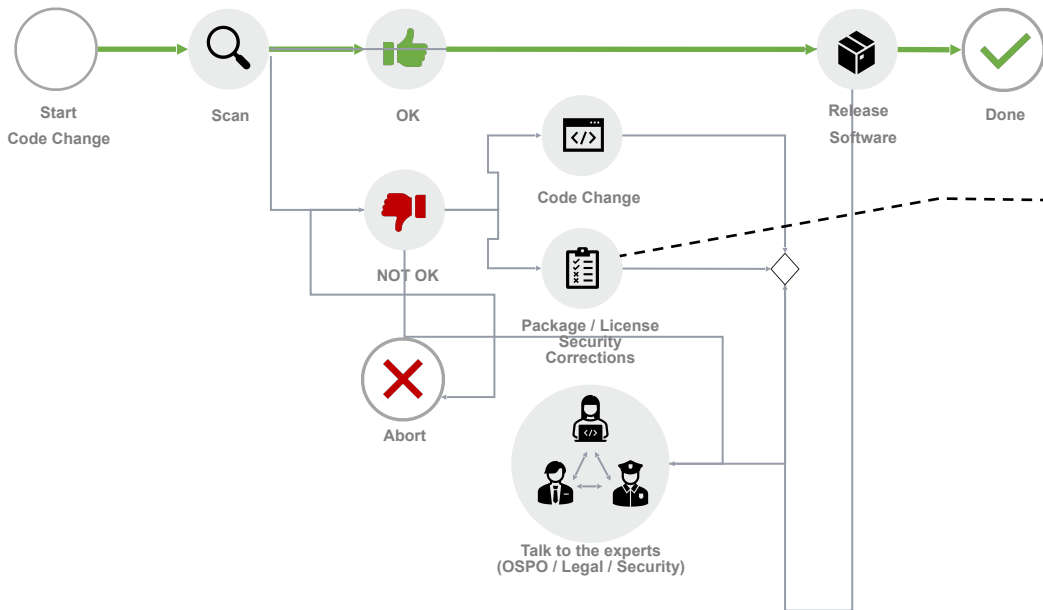 Start
Code Change
Scan
OK
Release
Software
Done
</>
Code Change
NOT OK
Package / License
Security
Corrections
Abort
</>
Talk to the experts
(OSPO / Legal / Security)